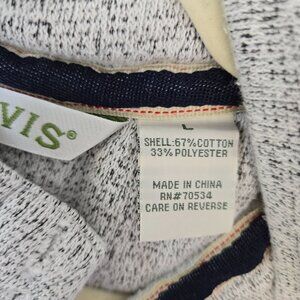 VIS®
L
SHELL:67%COTTON
33% POLYESTER
MADE IN CHINA
RN#70534
CARE ON REVERSE